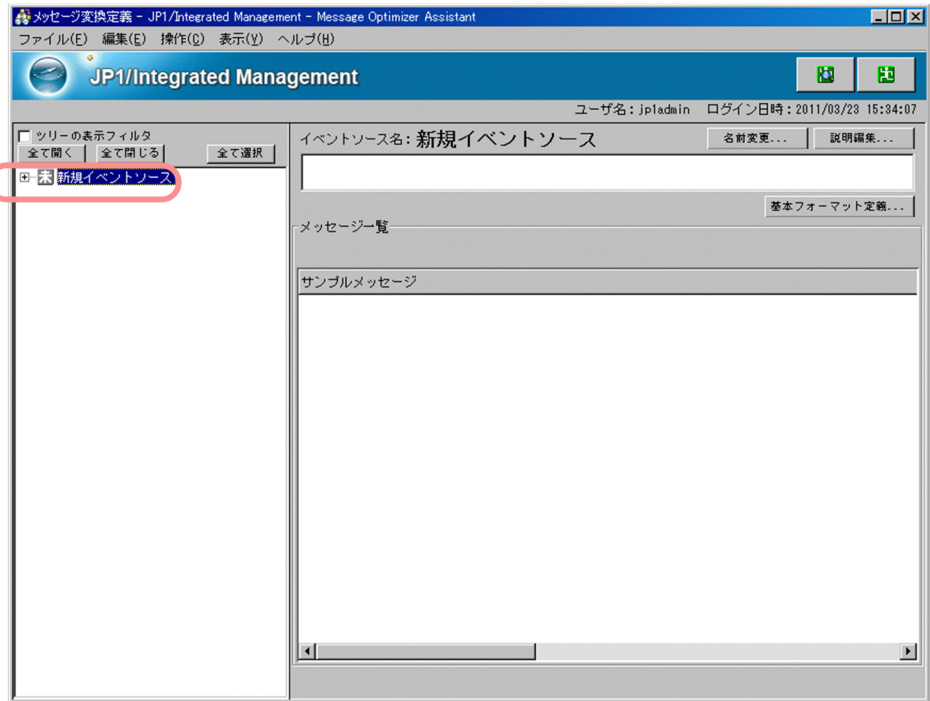 メッセージ変換定義 - JP1/Integrated Management - Message Optimizer Assistant
ファイル(F) 編集(E) 操作(C) 表示(V) ヘルプ(H)
JP1/Integrated Management
ユーザ名:jp1admin ログイン日時:2011/03/23 15:34:07
ツリーの表示フィルタ
全て開く 全て閉じる 全て選択
未 新規イベントソース
イベントソース名:新規イベントソース 名前変更... 説明編集...
基本フォーマット定義...
メッセージ一覧
サンプルメッセージ